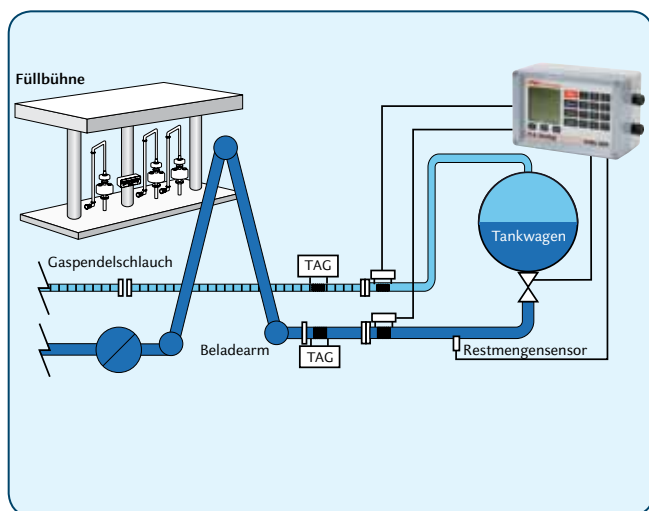 Füllbühne
Tankwagen
Gaspendelschlauch
TAG
Beladearm
TAG
Restmengensensor